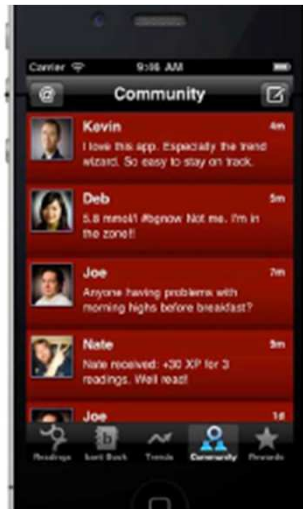 Carrier 9:16 AM
@ Community
Kevin 4m
I love this app. Especially the trend
wizard. So easy to stay on track.
Deb 5m
5.8 mmol/l #bgnow Not me. I'm in
the zone!!
Joe 7m
Anyone having problems with
morning highs before breakfast?
Nate 9m
Nate received: +30 XP for 3
readings. Well read!
Joe 1d
Readings Book Trends Community Rewards